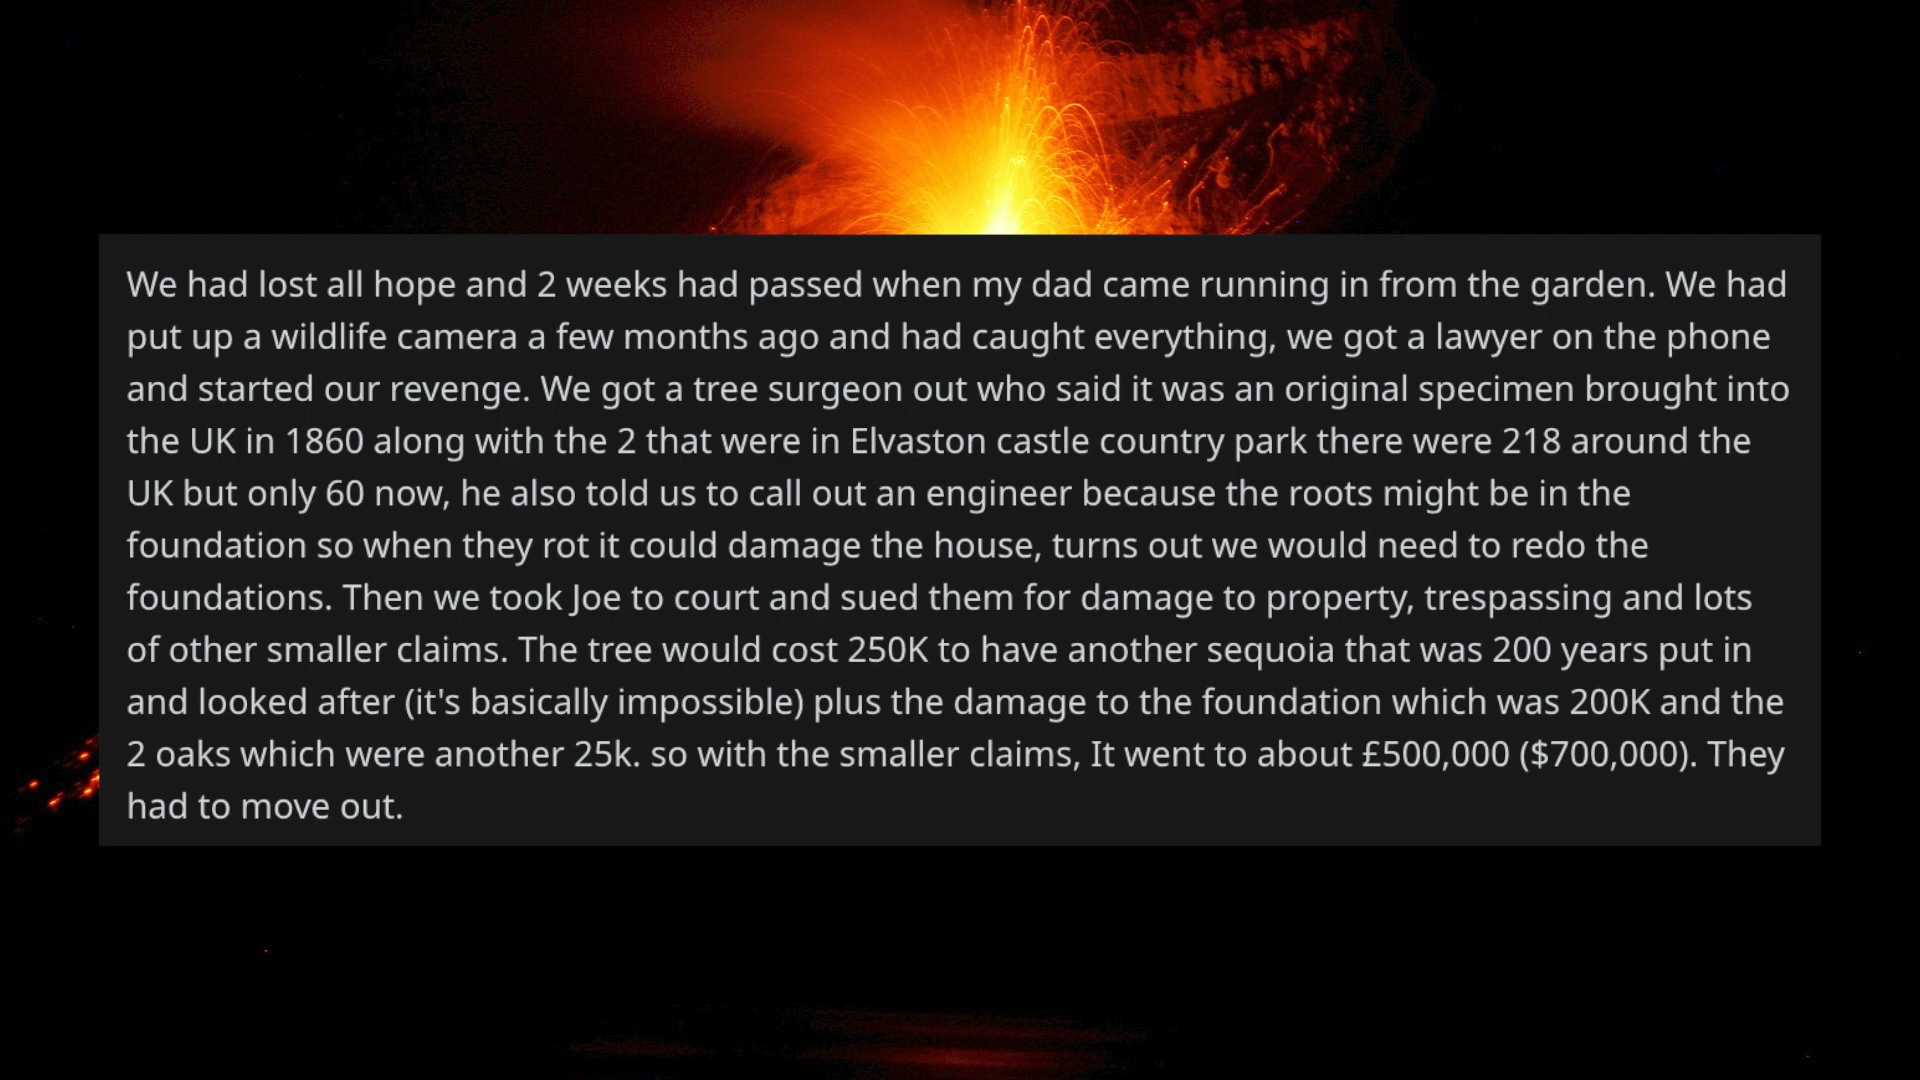 We had lost all hope and 2 weeks had passed when my dad came running in from the garden. We had
put up a wildlife camera a few months ago and had caught everything, we got a lawyer on the phone
and started our revenge. We got a tree surgeon out who said it was an original specimen brought into
the UK in 1860 along with the 2 that were in Elvaston castle country park there were 218 around the
UK but only 60 now, he also told us to call out an engineer because the roots might be in the
foundation so when they rot it could damage the house, turns out we would need to redo the
foundations. Then we took Joe to court and sued them for damage to property, trespassing and lots
of other smaller claims. The tree would cost 250K to have another sequoia that was 200 years put in
and looked after (it's basically impossible) plus the damage to the foundation which was 200K and the
2 oaks which were another 25k. so with the smaller claims, It went to about £500,000 ($700,000). They
had to move out.